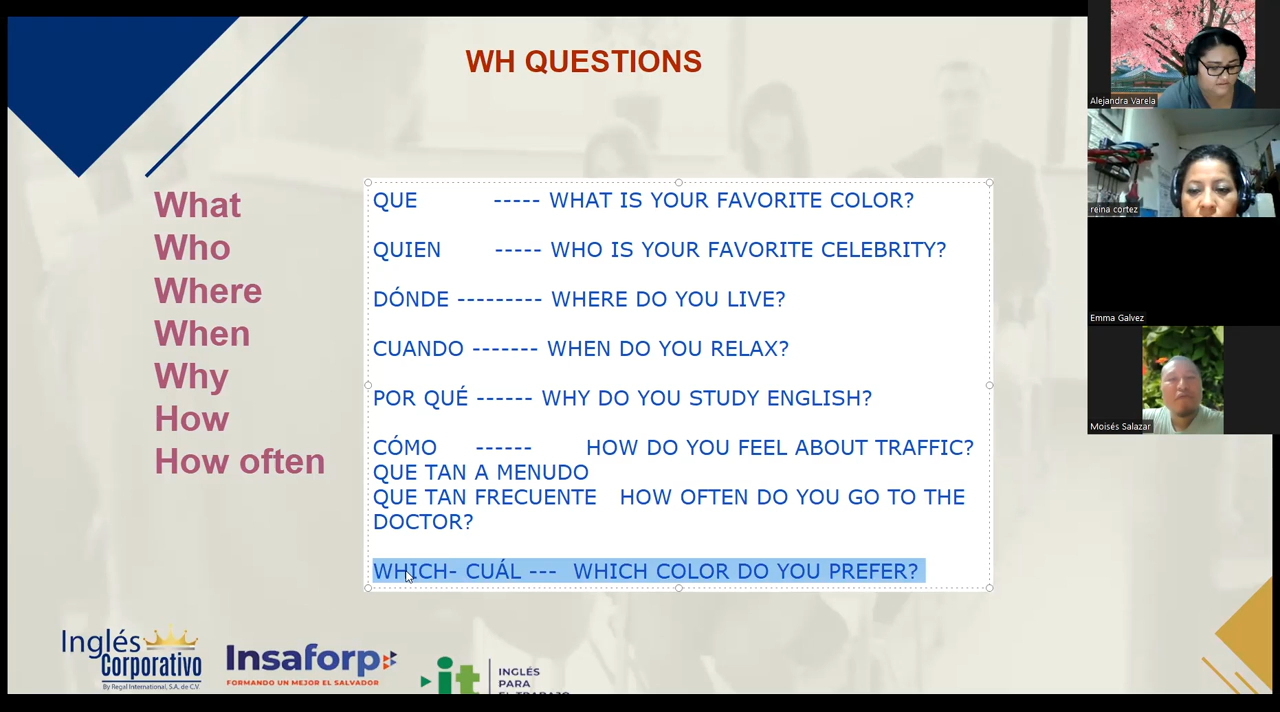 WH QUESTIONS
What
Who
Where
When
Why
How
How often
QUE ----- WHAT IS YOUR FAVORITE COLOR?
QUIEN ----- WHO IS YOUR FAVORITE CELEBRITY?
DÓNDE --------- WHERE DO YOU LIVE?
CUANDO ------- WHEN DO YOU RELAX?
POR QUÉ ------ WHY DO YOU STUDY ENGLISH?
CÓMO ------ HOW DO YOU FEEL ABOUT TRAFFIC?
QUE TAN A MENUDO
QUE TAN FRECUENTE HOW OFTEN DO YOU GO TO THE
DOCTOR?
WHICH- CUÁL --- WHICH COLOR DO YOU PREFER?
Alejandra Varela
reina cortez
Emma Galvez
Moisés Salazar
Inglés
Corporativo
By Regal International, S.A. de C.V.
Insaforp
FORMANDO UN MEJOR EL SALVADOR
it
INGLÉS
PARA
EL TRABAJO